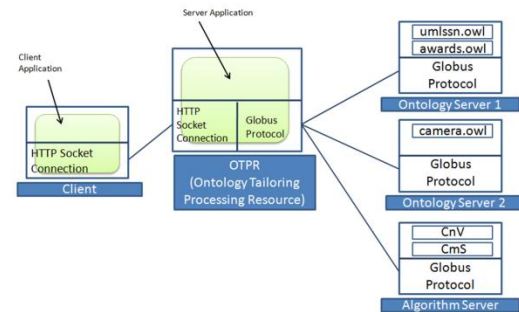 Server Application
Client
Application
HTTP Socket
Connection
Client
HTTP
Socket
Connection
Globus
Protocol
OTPR
(Ontology Tailoring
Processing Resource)
umlssn.owl
awards.owl
Globus
Protocol
Ontology Server 1
camera.owl
Globus
Protocol
Ontology Server 2
CnV
CmS
Globus
Protocol
Algorithm Server